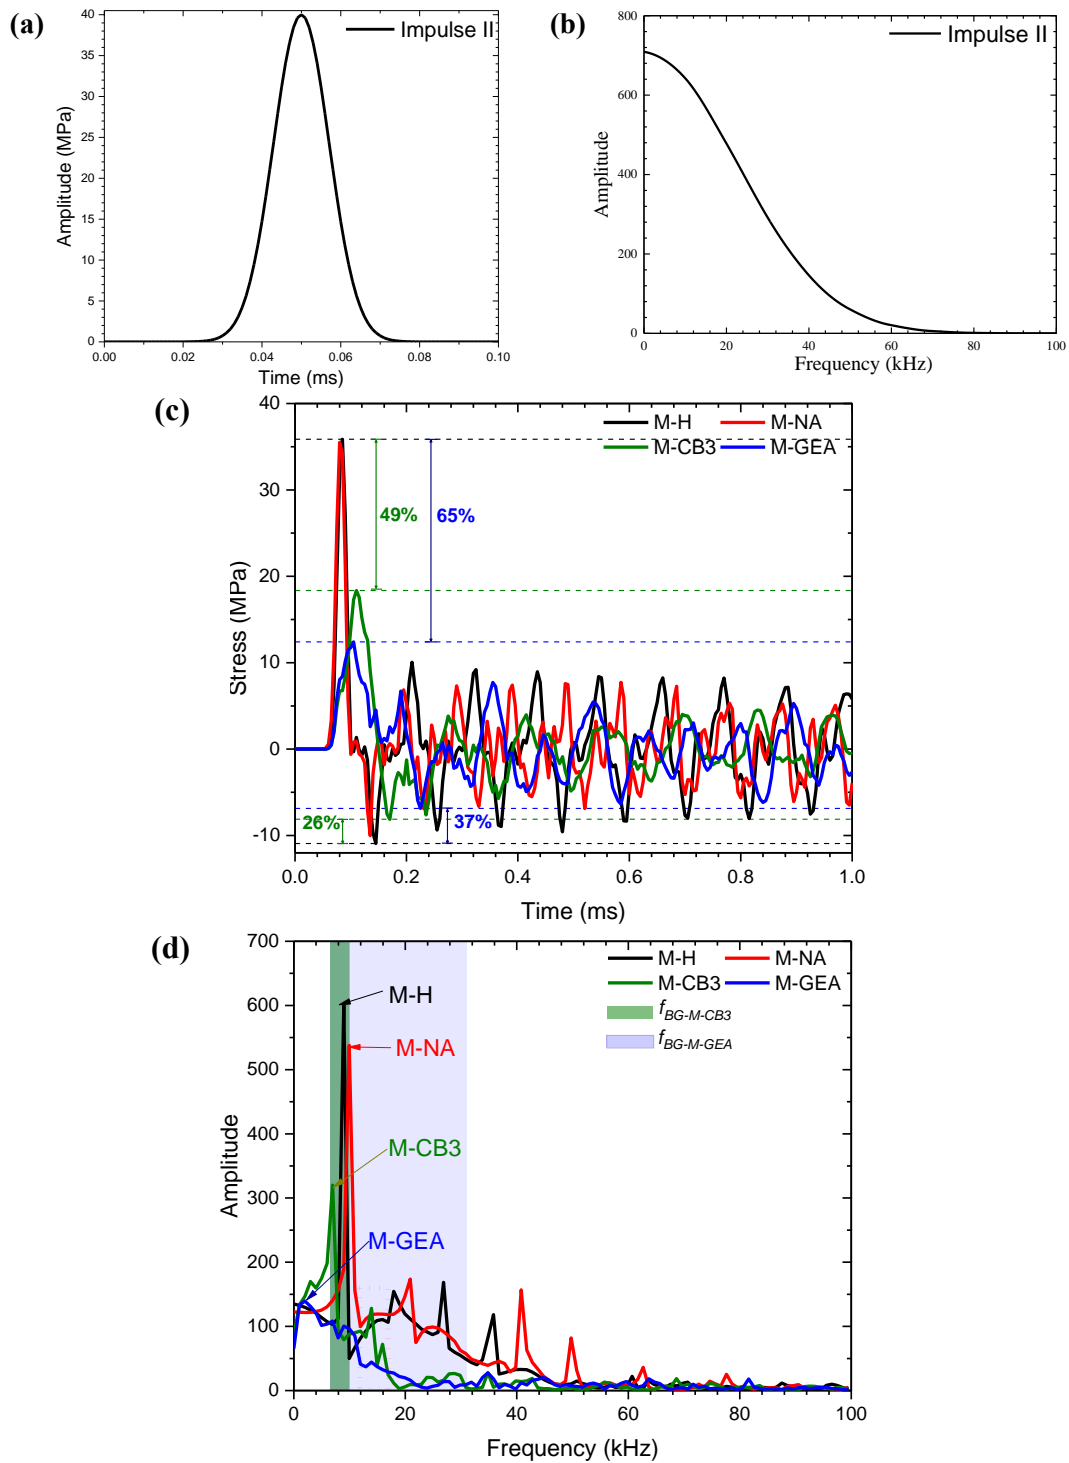 (a)
Impulse II
40
35
30
25
20
15
10
5
0
Amplitude (MPa)
0.00 0.02 0.04 0.06 0.08 0.10
Time (ms)
(b)
Impulse II
800
600
400
200
0
Amplitude
0 20 40 60 80 100
Frequency (kHz)
(c)
M-H M-NA
M-CB3 M-GEA
40
30
20
10
0
-10
Stress (MPa)
49% 65%
26% 37%
0.0 0.2 0.4 0.6 0.8 1.0
Time (ms)
(d)
M-H M-NA
M-CB3 M-GEA
f_BG-M-CB3
f_BG-M-GEA
700
600
500
400
300
200
100
0
Amplitude
M-H
M-NA
M-CB3
M-GEA
0 20 40 60 80 100
Frequency (kHz)